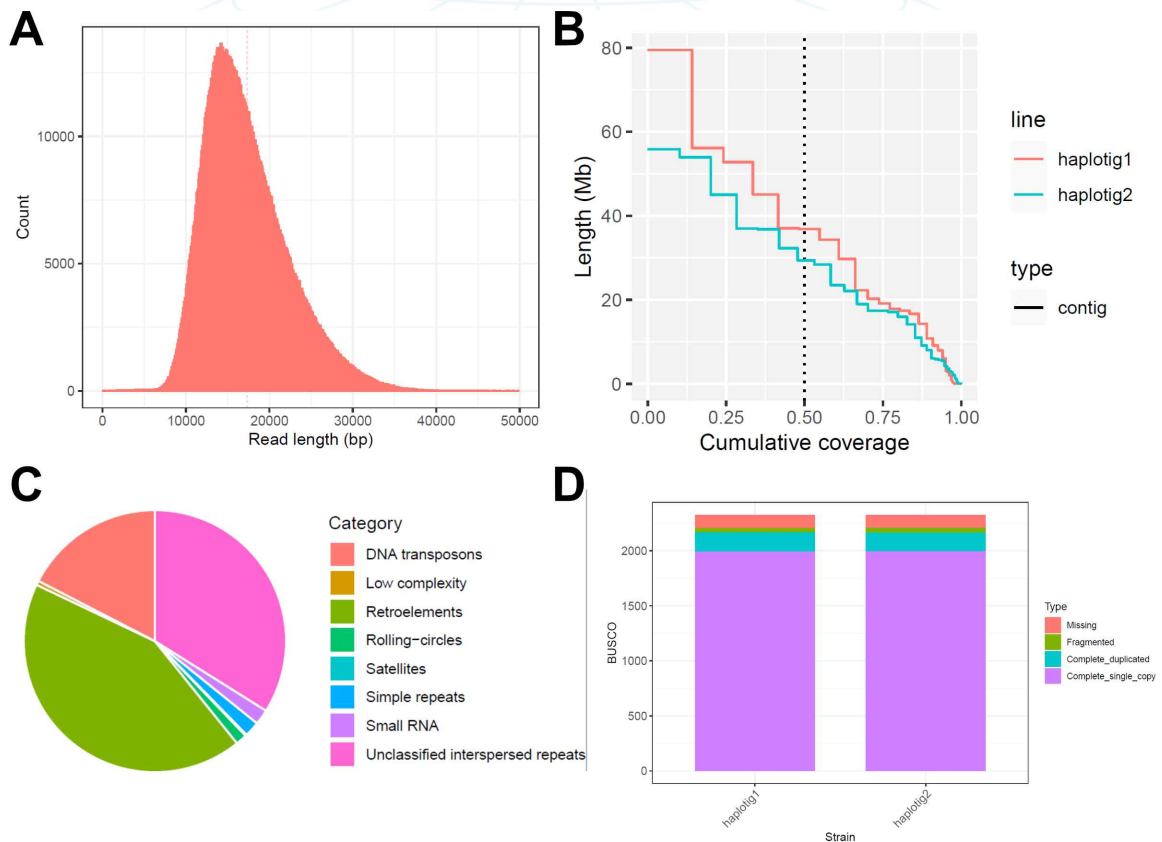 A
10000
5000
0
Count
0
10000
20000
30000
40000
50000
Read length (bp)
B
80
60
40
20
0
Length (Mb)
0.00
0.25
0.50
0.75
1.00
Cumulative coverage
line
haplotig1
haplotig2
type
contig
C
Category
DNA transposons
Low complexity
Retroelements
Rolling-circles
Satellites
Simple repeats
Small RNA
Unclassified interspersed repeats
D
2000
1500
1000
500
0
BUSCO
haplotig1
haplotig2
Strain
Type
Missing
Fragmented
Complete_duplicated
Complete_single_copy